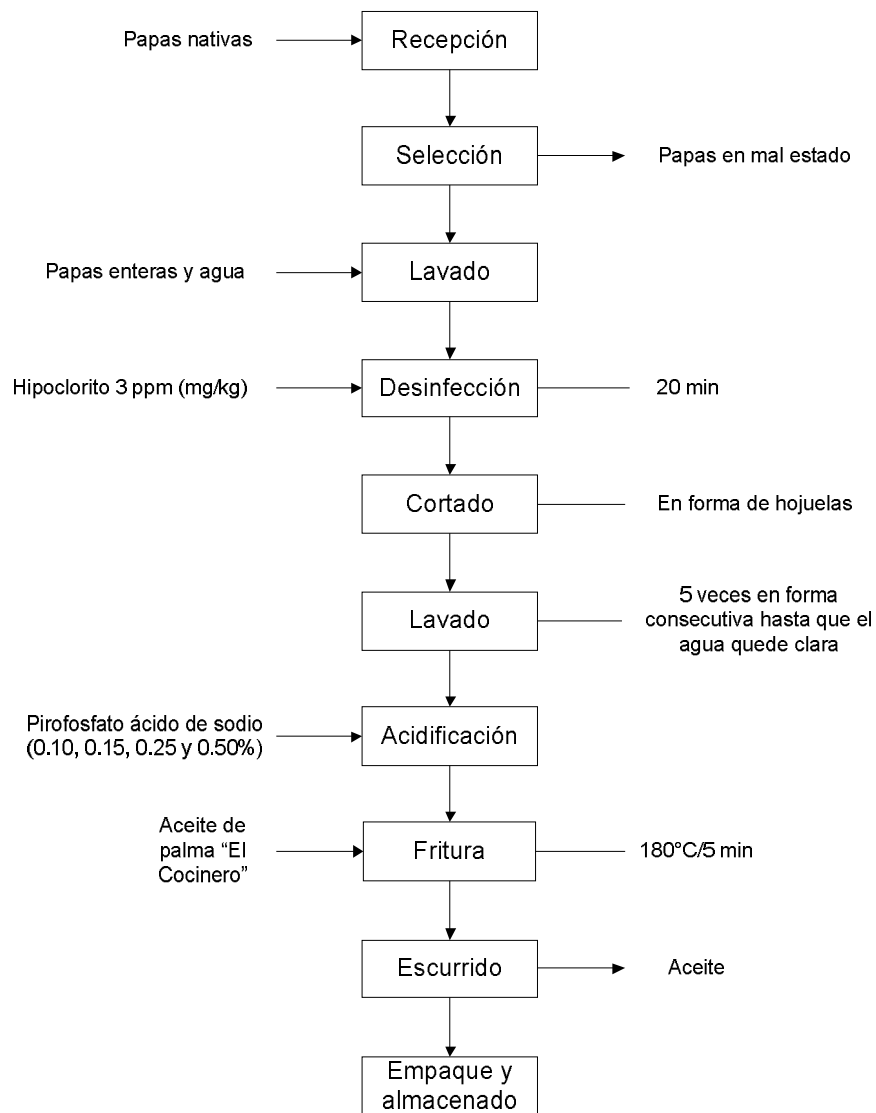 Papas nativas
Recepción
Selección
Papas en mal estado
Papas enteras y agua
Lavado
Hipoclorito 3 ppm (mg/kg)
Desinfección
20 min
Cortado
En forma de hojuelas
Lavado
5 veces en forma
consecutiva hasta que el
agua quede clara
Pirofosfato ácido de sodio
(0.10, 0.15, 0.25 y 0.50%)
Acidificación
Aceite de
palma “El
Cocinero”
Fritura
180°C/5 min
Escurrido
Aceite
Empaque y
almacenado